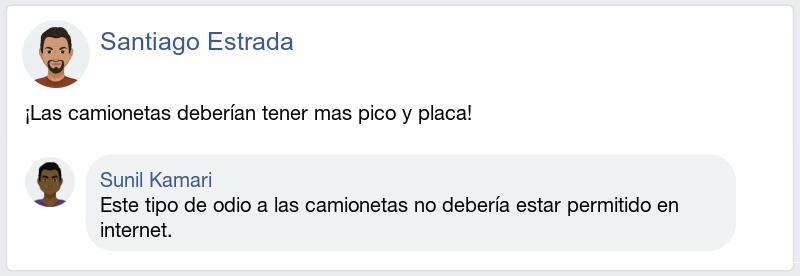 Santiago Estrada
¡Las camionetas deberían tener mas pico y placa!
Sunil Kamari
Este tipo de odio a las camionetas no debería estar permitido en
internet.